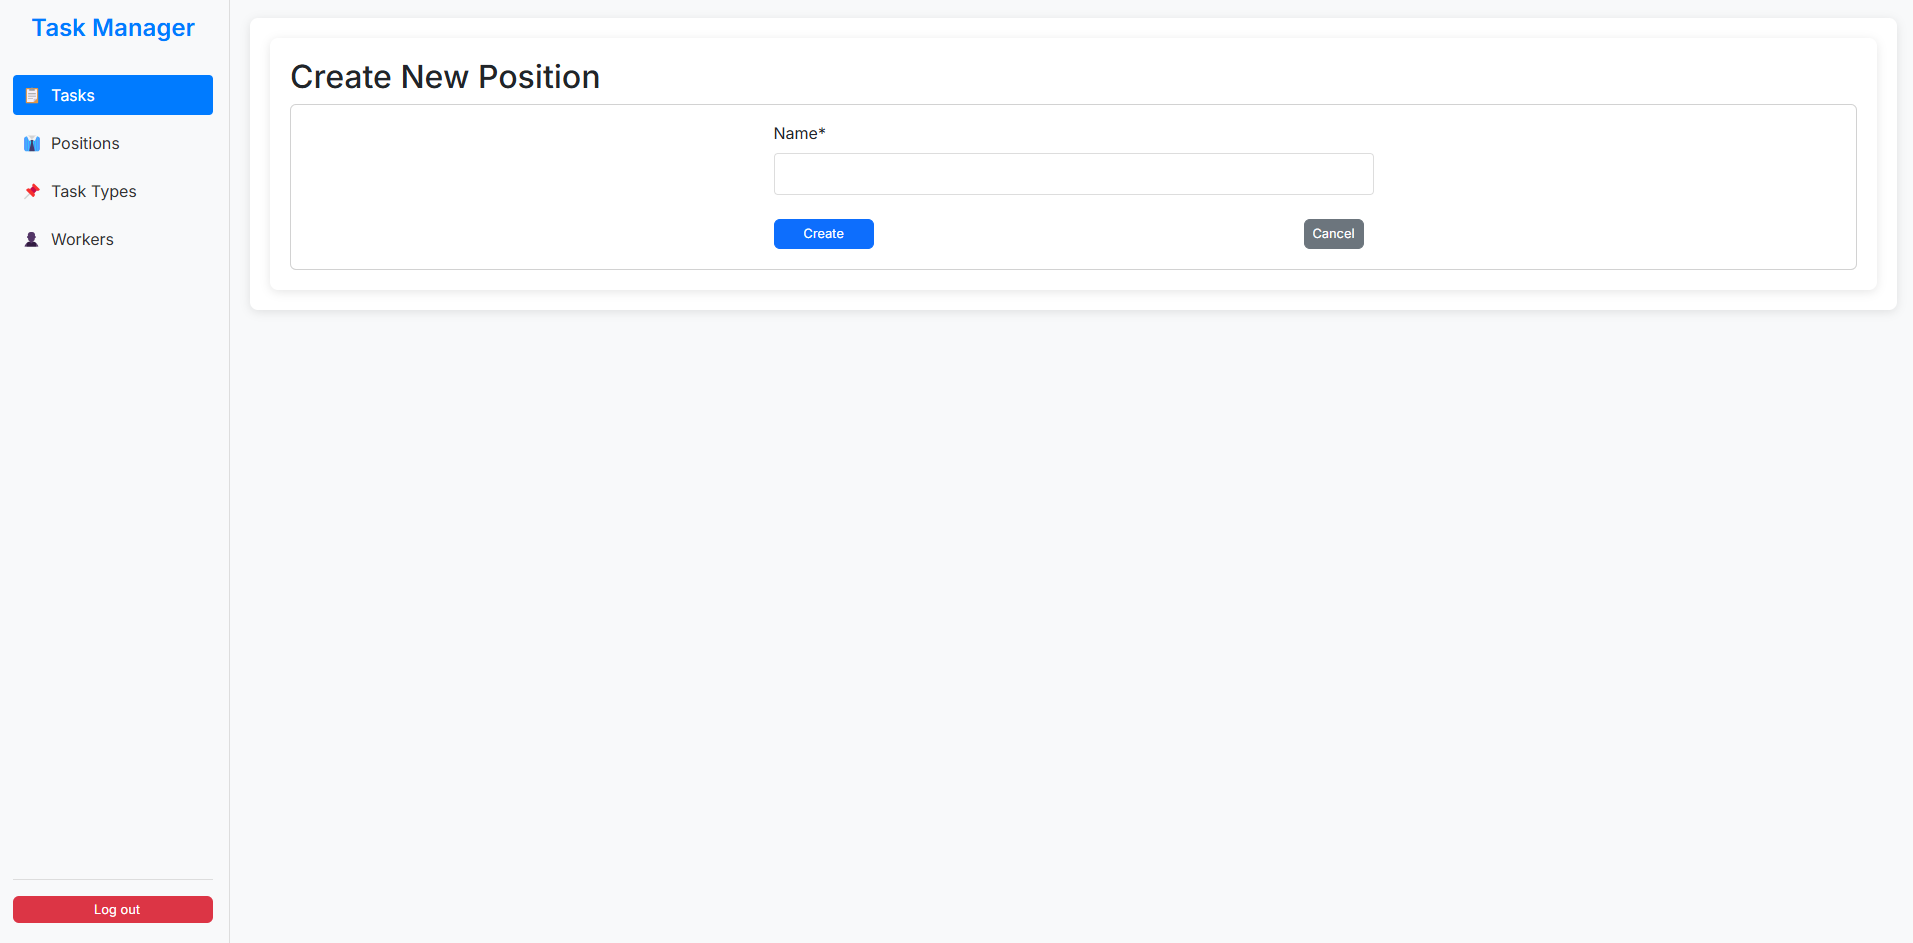 Task Manager
Tasks
Positions
Task Types
Workers
Log out
Create New Position
Name*
Create
Cancel